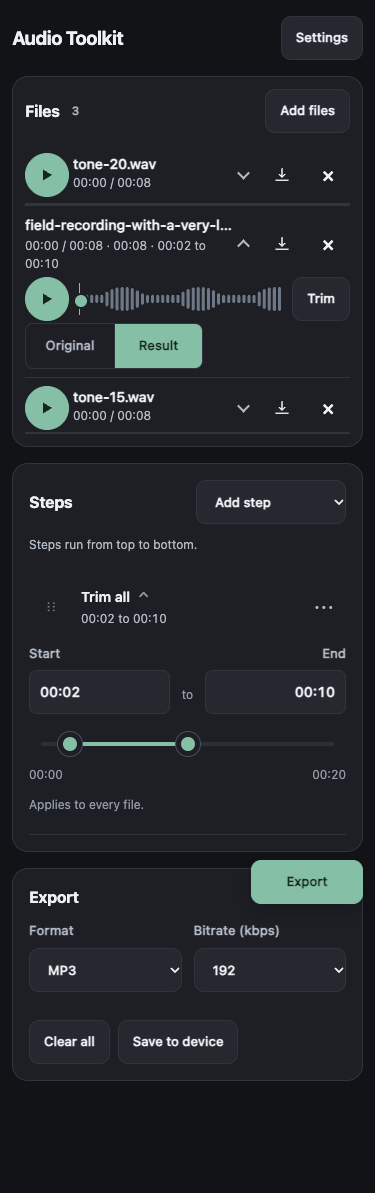 Audio Toolkit
Settings
Files 3
Add files
tone-20.wav
00:00 / 00:08
field-recording-with-a-very-l...
00:00 / 00:08 · 00:08 · 00:02 to
00:10
Trim
Original
Result
tone-15.wav
00:00 / 00:08
Steps
Add step
Steps run from top to bottom.
Trim all
00:02 to 00:10
Start
End
00:02
to
00:10
00:00
00:20
Applies to every file.
Export
Export
Format
Bitrate (kbps)
MP3
192
Clear all
Save to device